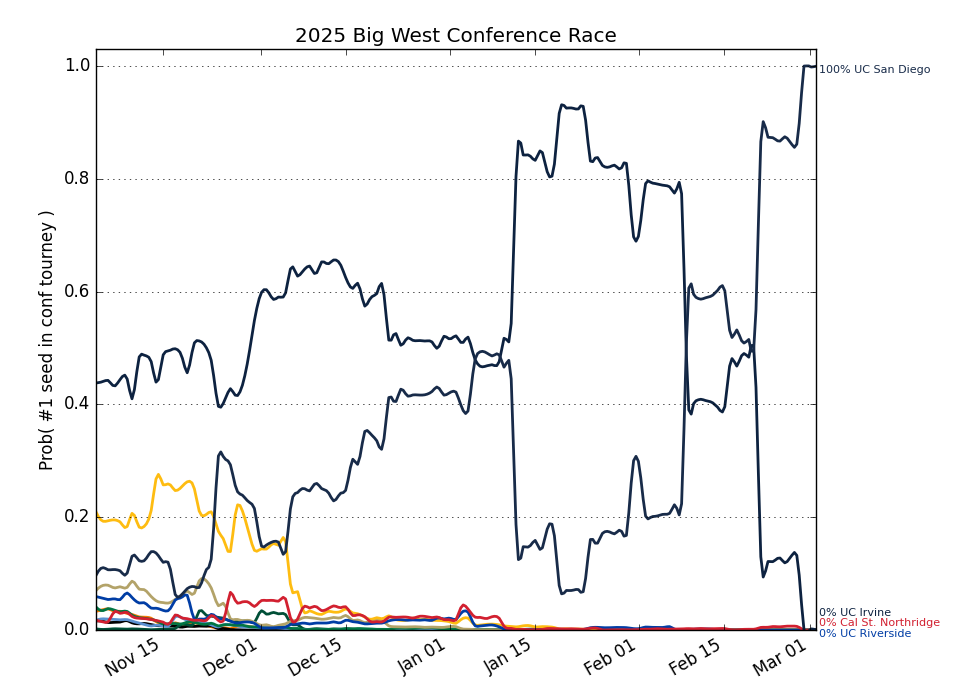 2025 Big West Conference Race
Prob( #1 seed in conf tourney )
1.0
0.8
0.6
0.4
0.2
0.0
Nov 15
Dec 01
Dec 15
Jan 01
Jan 15
Feb 01
Feb 15
Mar 01
100% UC San Diego
0% UC Irvine
0% Cal St. Northridge
0% UC Riverside